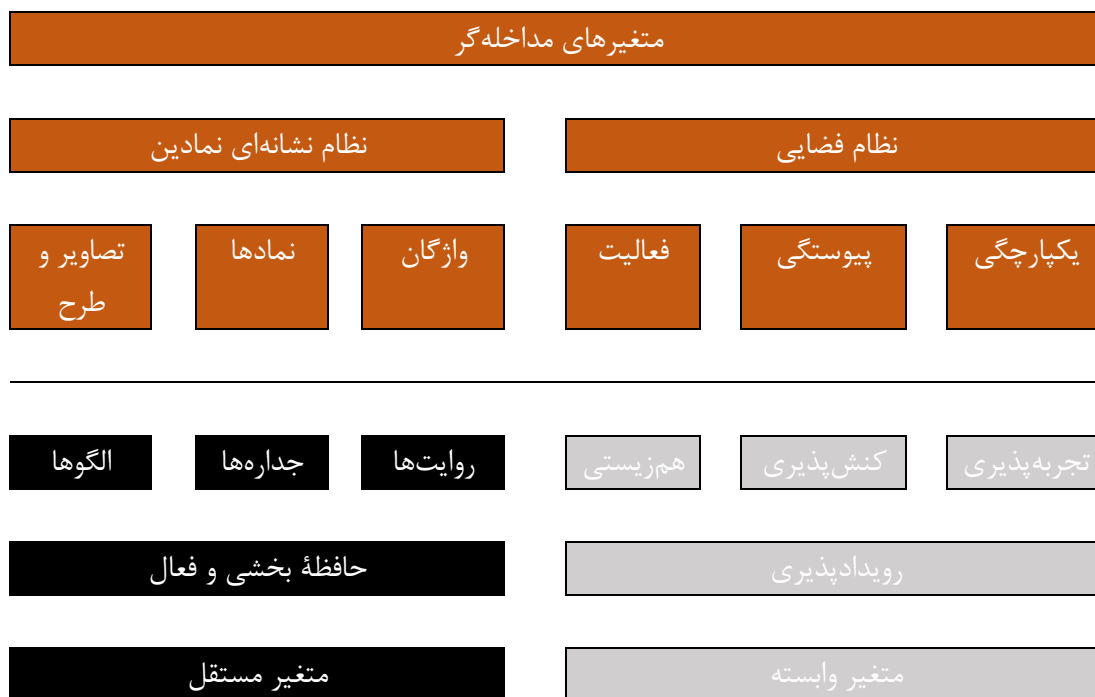 متغیرهای مداخله‌گر
نظام فضایی
نظام نشانه‌ای نمادین
یکپارچگی
پیوستگی
فعالیت
واژگان
نمادها
تصاویر و
طرح
تجربه‌پذیری
کنش‌پذیری
هم‌زیستی
روایت‌ها
جداره‌ها
الگوها
رویدادپذیری
حافظهٔ بخشی و فعال
متغیر وابسته
متغیر مستقل